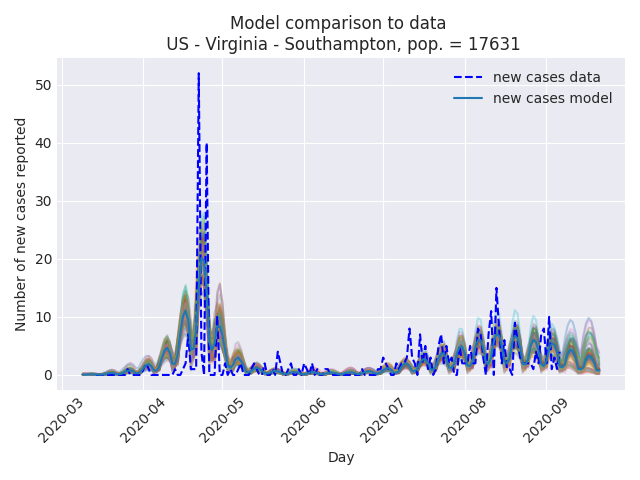 Model comparison to data
US - Virginia - Southampton, pop. = 17631
new cases data
new cases model
Number of new cases reported
50
40
30
20
10
0
2020-03
2020-04
2020-05
2020-06
2020-07
2020-08
2020-09
Day